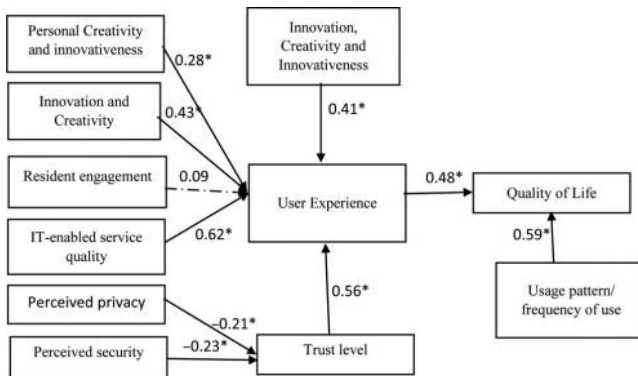 Personal Creativity
and innovativeness
0.28*
Innovation,
Creativity and
Innovativeness
Innovation and
Creativity
0.43*
0.41*
Resident engagement
0.09
User Experience
0.48*
Quality of Life
IT-enabled service
quality
0.62*
0.59*
Perceived privacy
0.56*
Usage pattern/
frequency of use
–0.21*
Perceived security
–0.23*
Trust level